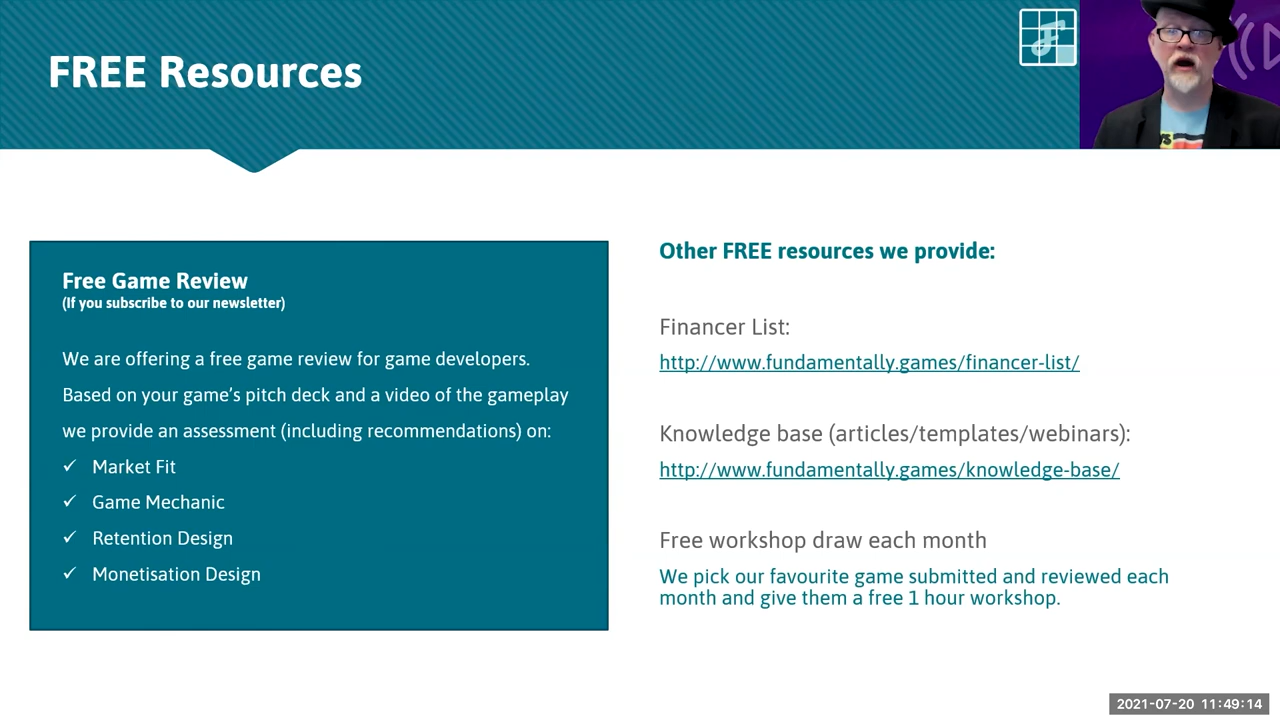 FREE Resources
Free Game Review
(If you subscribe to our newsletter)
We are offering a free game review for game developers.
Based on your game's pitch deck and a video of the gameplay
we provide an assessment (including recommendations) on:
✓ Market Fit
✓ Game Mechanic
✓ Retention Design
✓ Monetisation Design
Other FREE resources we provide:
Financer List:
http://www.fundamentally.games/financer-list/
Knowledge base (articles/templates/webinars):
http://www.fundamentally.games/knowledge-base/
Free workshop draw each month
We pick our favourite game submitted and reviewed each
month and give them a free 1 hour workshop.
2021-07-20 11:49:14